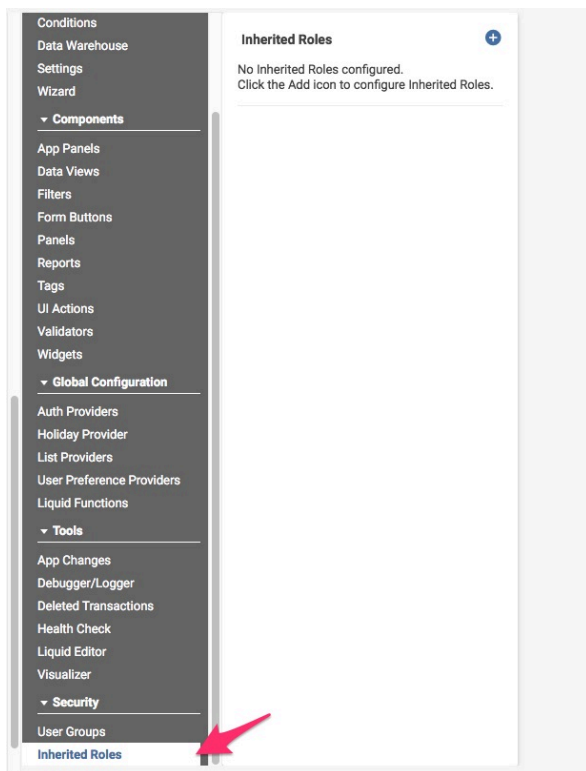 Conditions
Data Warehouse
Settings
Wizard
Components
App Panels
Data Views
Filters
Form Buttons
Panels
Reports
Tags
UI Actions
Validators
Widgets
Global Configuration
Auth Providers
Holiday Provider
List Providers
User Preference Providers
Liquid Functions
Tools
App Changes
Debugger/Logger
Deleted Transactions
Health Check
Liquid Editor
Visualizer
Security
User Groups
Inherited Roles
Inherited Roles
No Inherited Roles configured.
Click the Add icon to configure Inherited Roles.